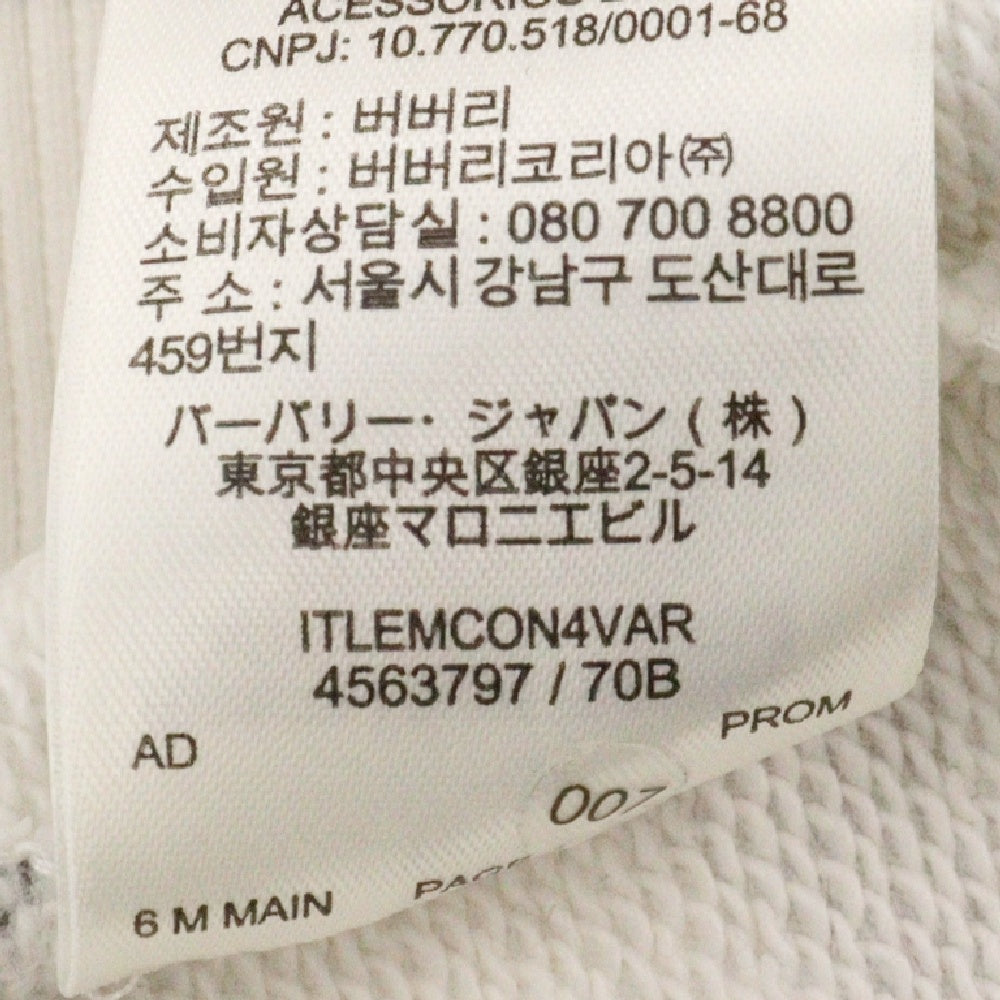 CNPJ: 10.770.518/0001-68
제조원 : 버버리
수입원 : 버버리코리아㈜
소비자상담실 : 080 700 8800
주 소 : 서울시 강남구 도산대로
459번지
バーバリー・ ジャパン ( 株 )
東京都中央区銀座2-5-14
銀座マロニエビル
ITLEMCON4VAR
4563797 / 70B
AD
PROM
007
6 M MAIN